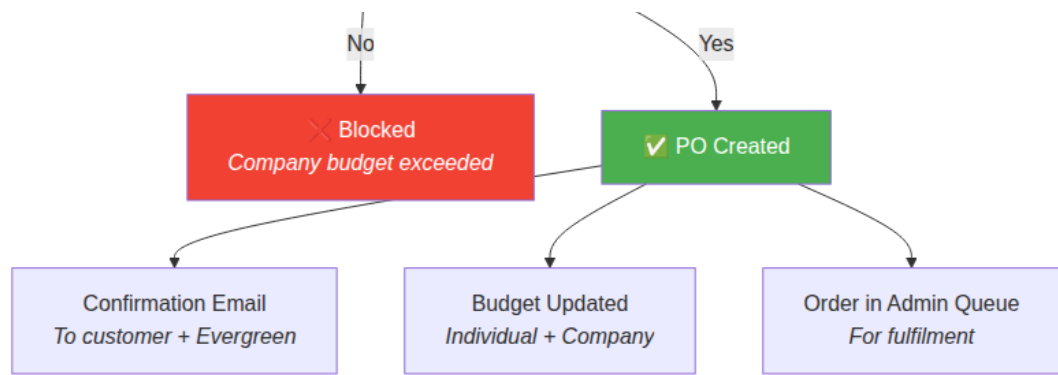 No
Yes
❌ Blocked
Company budget exceeded
✅ PO Created
Confirmation Email
To customer + Evergreen
Budget Updated
Individual + Company
Order in Admin Queue
For fulfilment